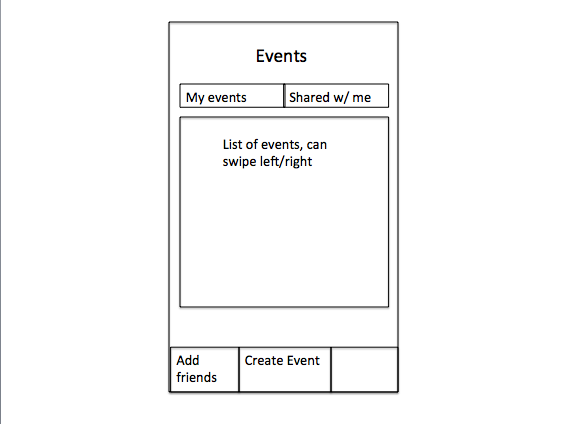 Events
My events
Shared w/ me
List of events, can
swipe left/right
Add
friends
Create Event